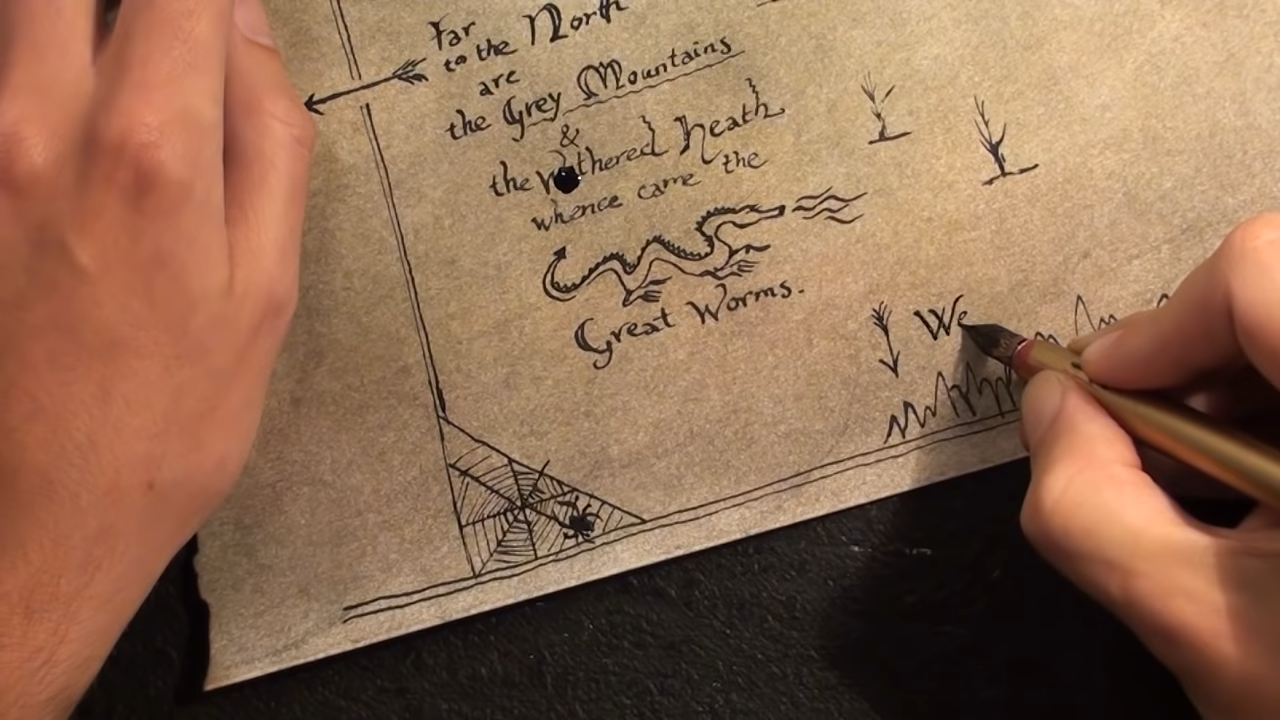 Far
to the North
are
the Grey Mountains
&
the Withered Heath
whence came the
Great Worms.
We